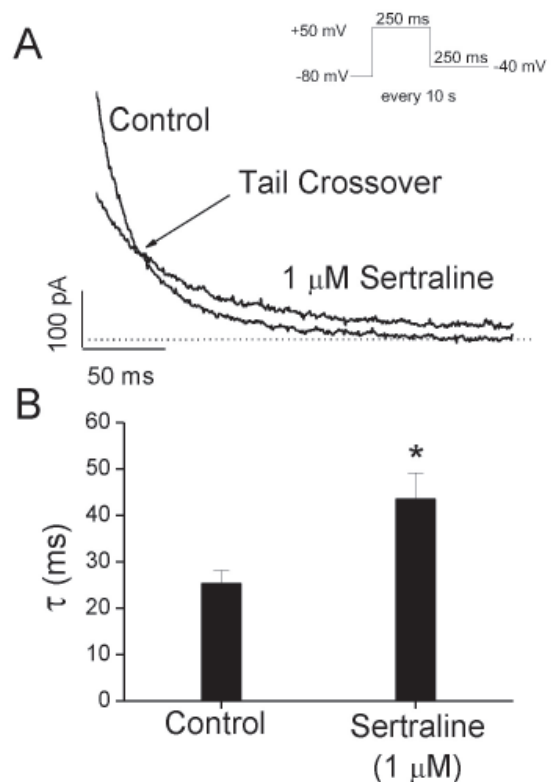 A
+50 mV
250 ms
-80 mV
250 ms
-40 mV
every 10 s
Control
Tail Crossover
1 μM Sertraline
100 pA
50 ms
B
60
50
40
30
20
10
0
τ (ms)
*
Control
Sertraline
(1 μM)